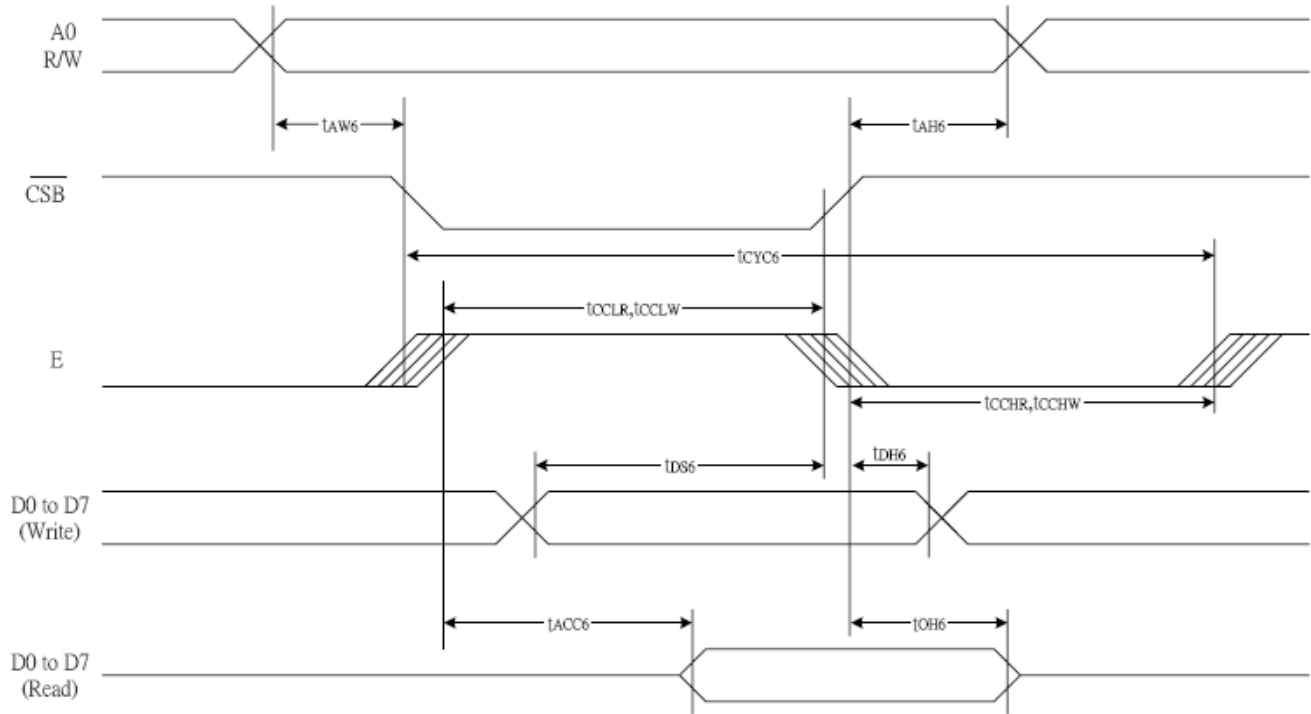 A0
R/W
tAW6
tAH6
CSB
tCYC6
tCCLR,tCCLW
E
tCCHR,tCCHW
tDS6
tDH6
D0 to D7
(Write)
tACC6
tOH6
D0 to D7
(Read)